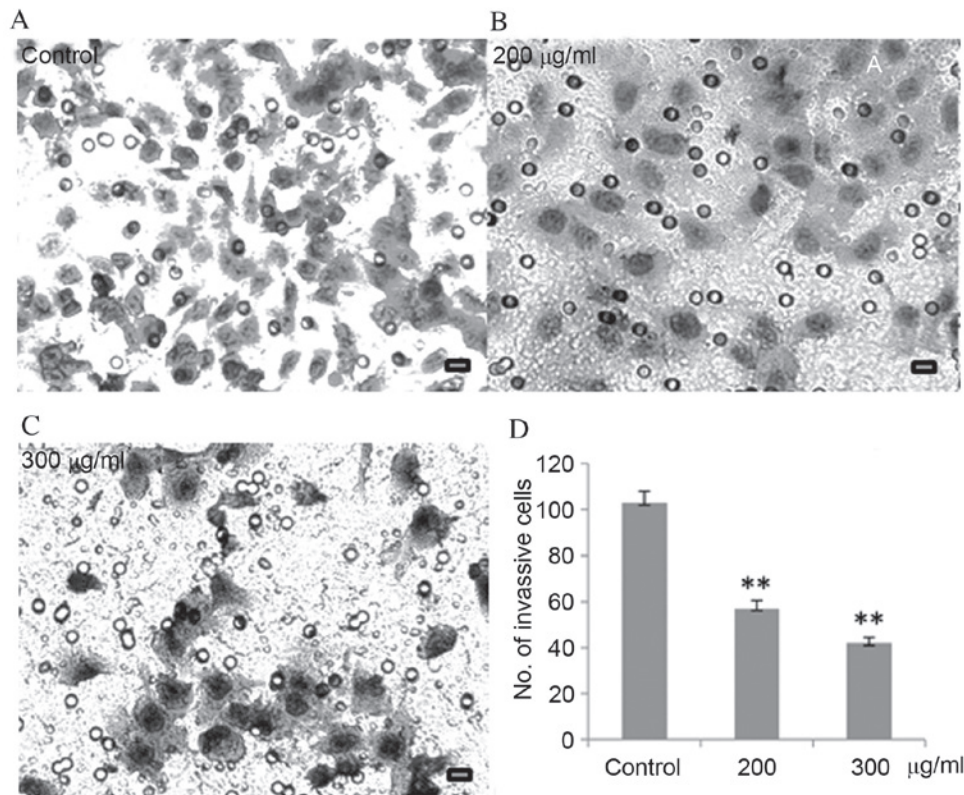 A
Control
B
200 μg/ml
A
C
300 μg/ml
D
No. of invassive cells
120
100
80
60
40
20
0
**
**
Control 200 300 μg/ml